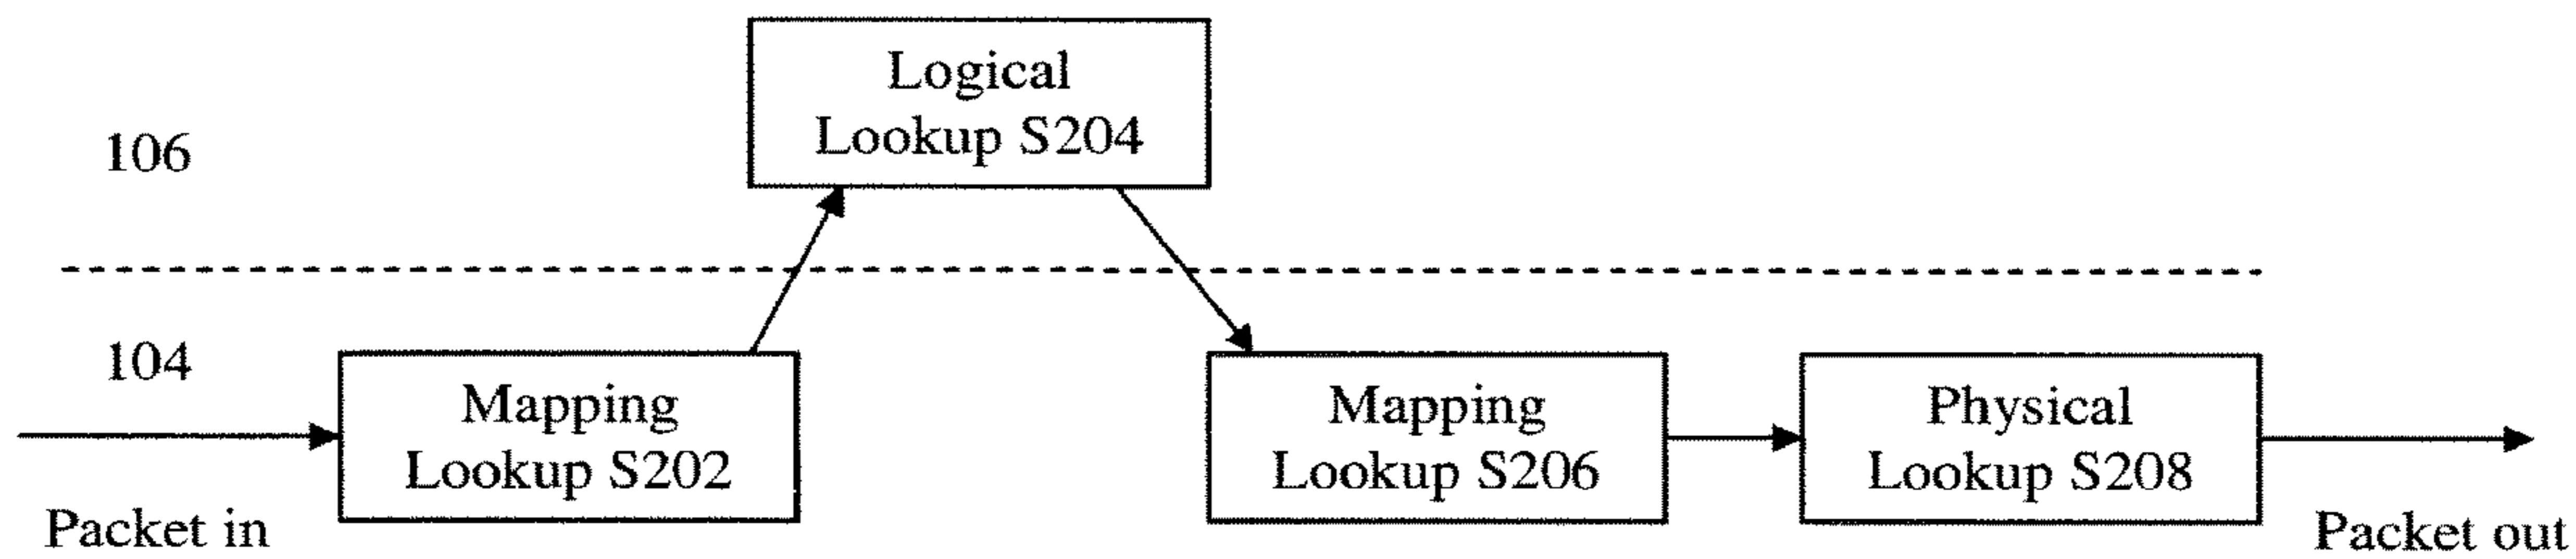 Logical
Lookup S204
106
104
Mapping
Lookup S202
Mapping
Lookup S206
Physical
Lookup S208
Packet in
Packet out